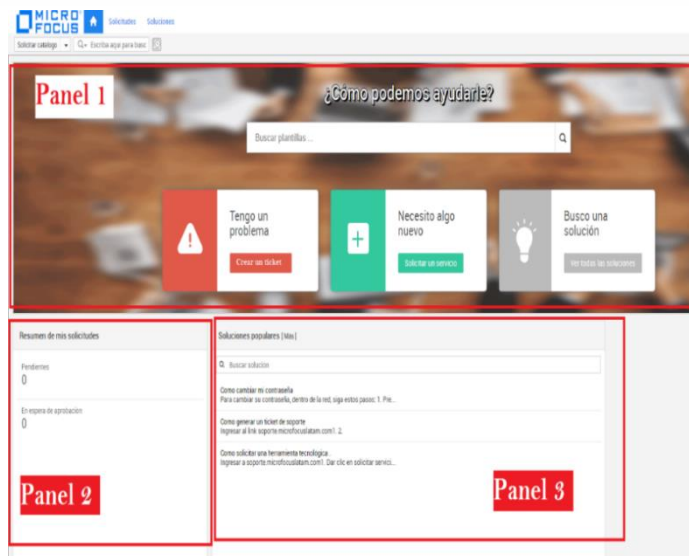 MICRO
FOCUS
Solicitudes Soluciones
Solicitar catálogo Escriba aquí para busc
Panel 1
¿Cómo podemos ayudarle?
Buscar plantillas ...
Tengo un
problema
Crear un ticket
Necesito algo
nuevo
Solicitar un servicio
Busco una
solución
Ver todas las soluciones
Resumen de mis solicitudes
Pendientes
0
En espera de aprobación
0
Panel 2
Soluciones populares [Más]
Buscar solución
Como cambiar mi contraseña
Para cambiar su contraseña, dentro de la red, siga estos pasos: 1. Pre...
Como generar un ticket de soporte
Ingresar al link soporte.microfocuslatam.com1. 2.
Como solicitar una herramienta tecnologica.
Ingresar a soporte.microfocuslatam.com1. Dar clic en solicitar servici...
Panel 3